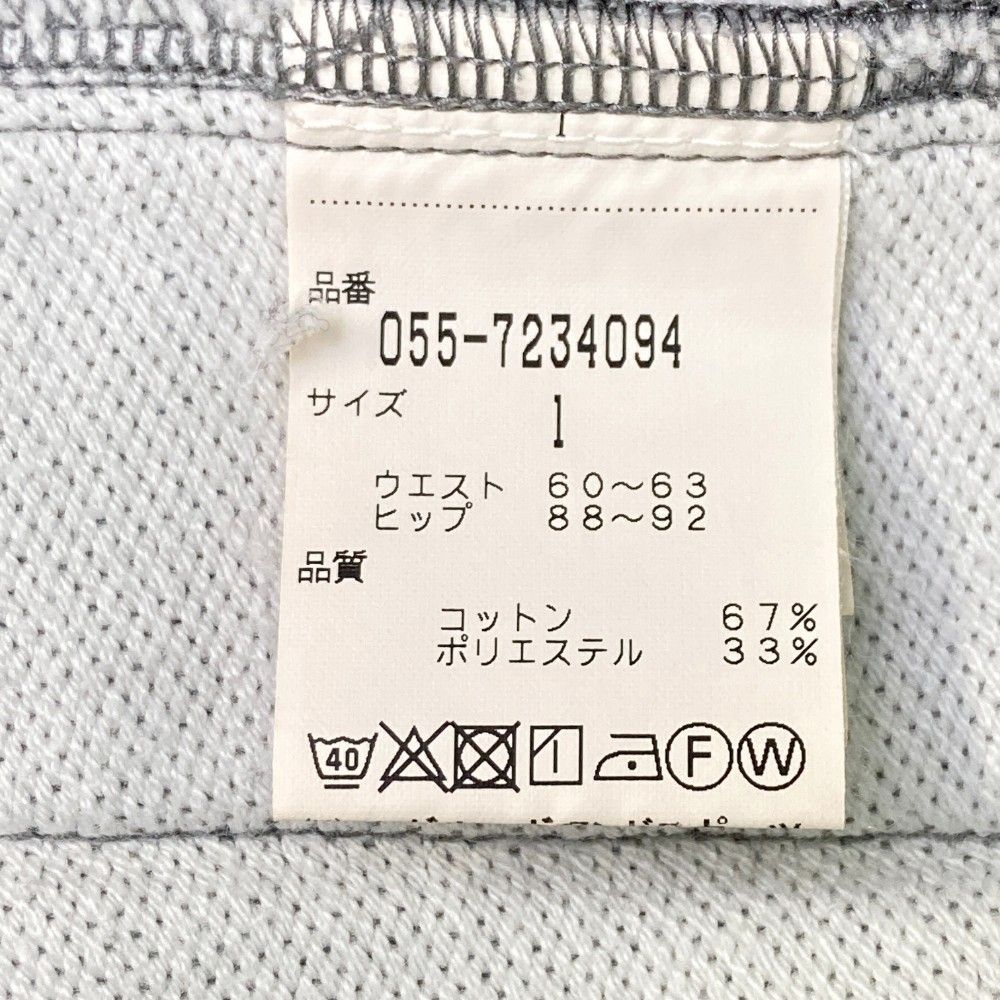 品番
055-7234094
サイズ
1
ウエスト 60～63
ヒップ 88～92
品質
コットン 67%
ポリエステル 33%
40
F W